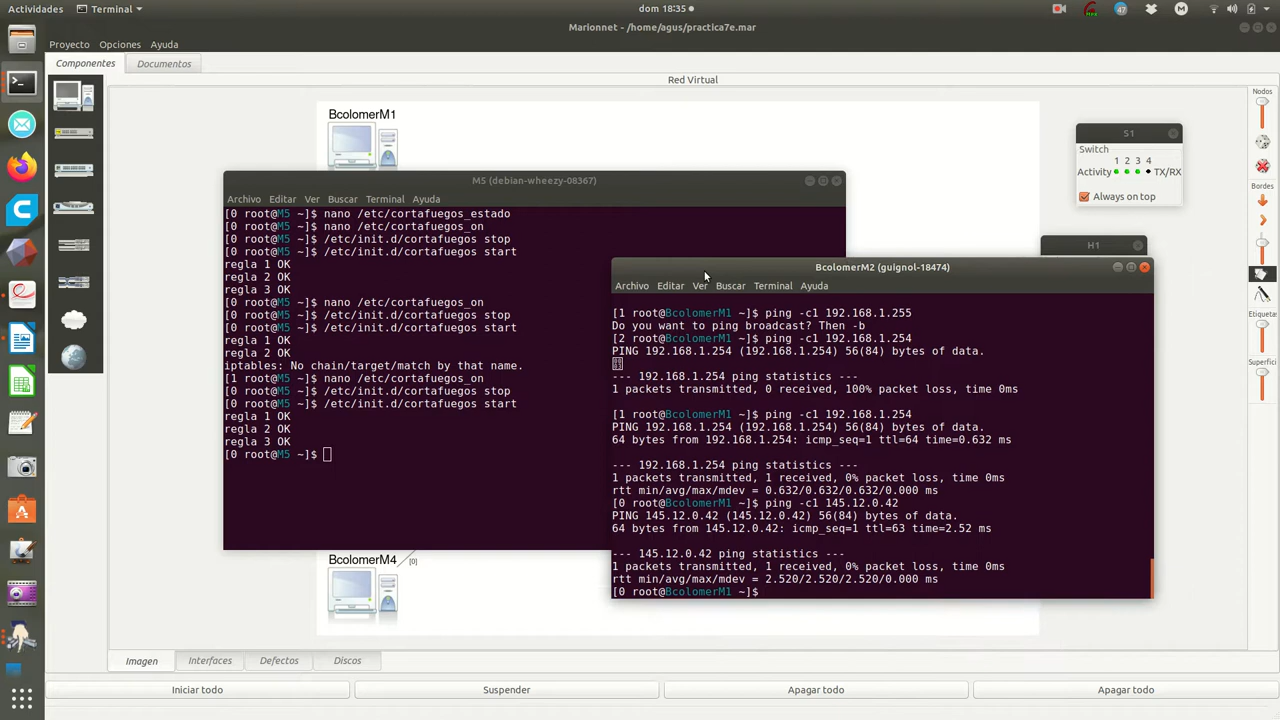 Actividades
Terminal
dom 18:35
47
Marionnet - /home/agus/practica7e.mar
Proyecto Opciones Ayuda
Componentes Documentos
Red Virtual
BcolomerM1
Nodos
S1
Switch
1 2 3 4
Activity TX/RX
Always on top
Bordes
H1
Etiquetas
Superfici
M5 (debian-wheezy-08367)
Archivo Editar Ver Buscar Terminal Ayuda
[0 root@M5 ~]$ nano /etc/cortafuegos_estado
[0 root@M5 ~]$ nano /etc/cortafuegos_on
[0 root@M5 ~]$ /etc/init.d/cortafuegos stop
[0 root@M5 ~]$ /etc/init.d/cortafuegos start
regla 1 OK
regla 2 OK
regla 3 OK
[0 root@M5 ~]$ nano /etc/cortafuegos_on
[0 root@M5 ~]$ /etc/init.d/cortafuegos stop
[0 root@M5 ~]$ /etc/init.d/cortafuegos start
regla 1 OK
regla 2 OK
iptables: No chain/target/match by that name.
[1 root@M5 ~]$ nano /etc/cortafuegos_on
[0 root@M5 ~]$ /etc/init.d/cortafuegos stop
[0 root@M5 ~]$ /etc/init.d/cortafuegos start
regla 1 OK
regla 2 OK
regla 3 OK
[0 root@M5 ~]$
BcolomerM2 (guignol-18474)
Archivo Editar Ver Buscar Terminal Ayuda
[1 root@BcolomerM1 ~]$ ping -c1 192.168.1.255
Do you want to ping broadcast? Then -b
[2 root@BcolomerM1 ~]$ ping -c1 192.168.1.254
PING 192.168.1.254 (192.168.1.254) 56(84) bytes of data.
--- 192.168.1.254 ping statistics ---
1 packets transmitted, 0 received, 100% packet loss, time 0ms
[1 root@BcolomerM1 ~]$ ping -c1 192.168.1.254
PING 192.168.1.254 (192.168.1.254) 56(84) bytes of data.
64 bytes from 192.168.1.254: icmp_seq=1 ttl=64 time=0.632 ms
--- 192.168.1.254 ping statistics ---
1 packets transmitted, 1 received, 0% packet loss, time 0ms
rtt min/avg/max/mdev = 0.632/0.632/0.632/0.000 ms
[0 root@BcolomerM1 ~]$ ping -c1 145.12.0.42
PING 145.12.0.42 (145.12.0.42) 56(84) bytes of data.
64 bytes from 145.12.0.42: icmp_seq=1 ttl=63 time=2.52 ms
--- 145.12.0.42 ping statistics ---
1 packets transmitted, 1 received, 0% packet loss, time 0ms
rtt min/avg/max/mdev = 2.520/2.520/2.520/0.000 ms
[0 root@BcolomerM1 ~]$
BcolomerM4
[0]
Imagen Interfaces Defectos Discos
Iniciar todo Suspender Apagar todo Apagar todo